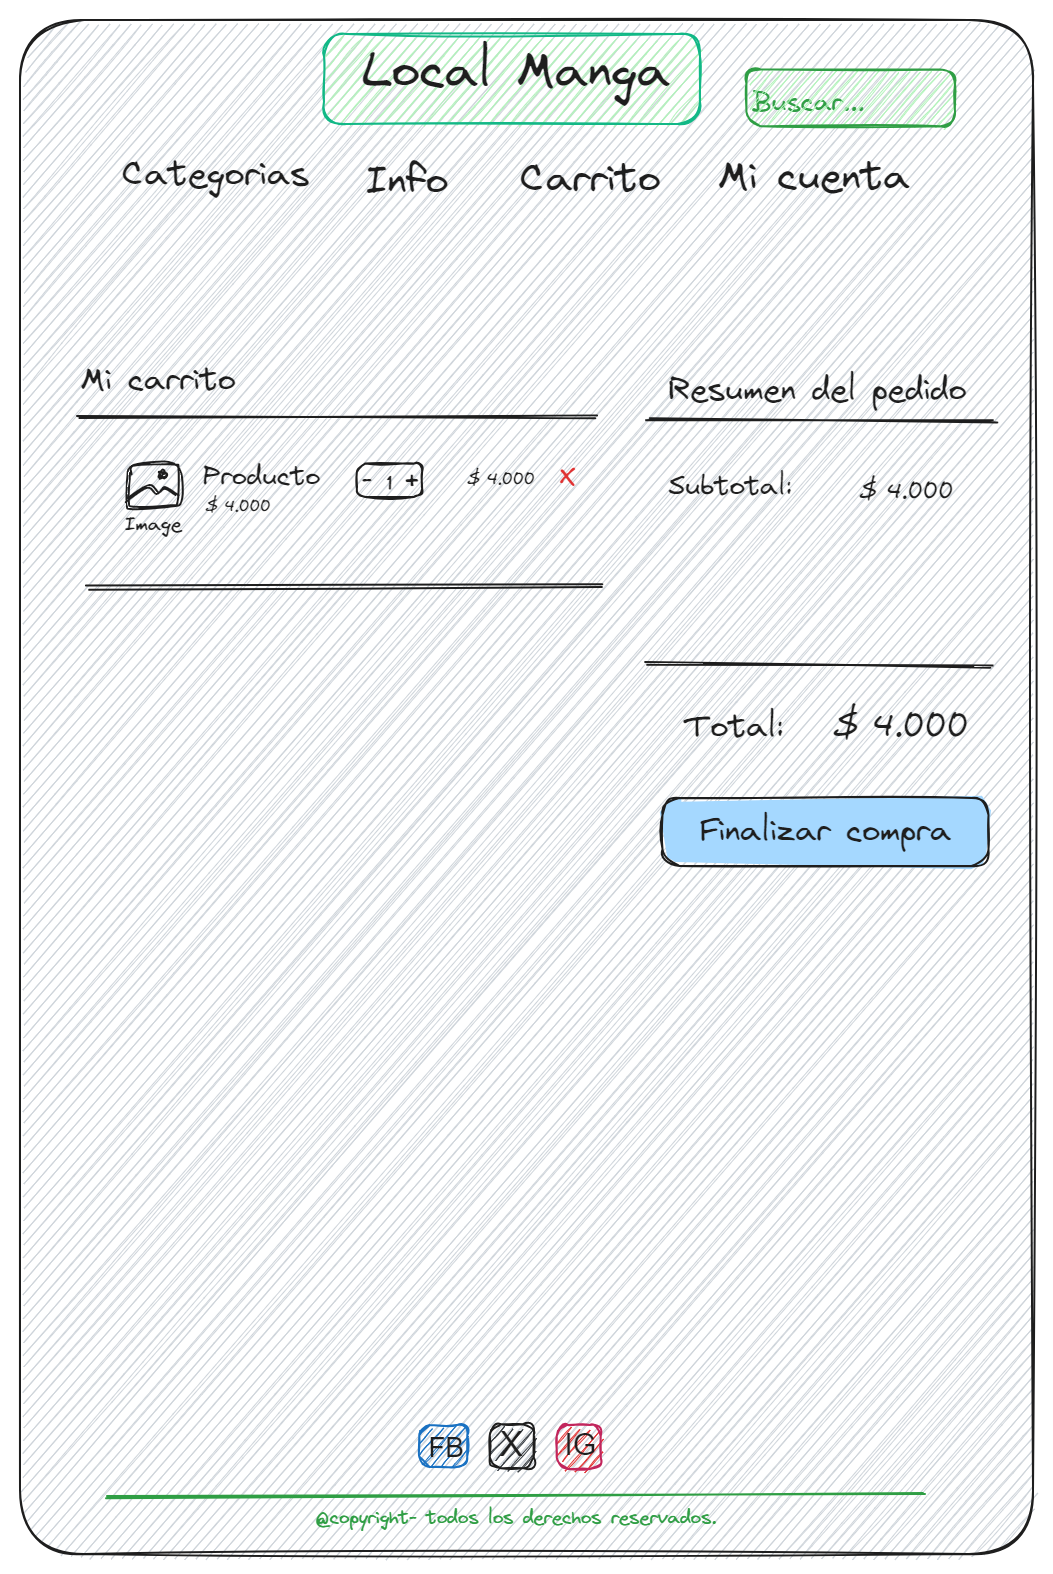 Local Manga
Buscar...
Categorias Info Carrito Mi cuenta
Mi carrito
Producto - 1 + $ 4.000 X
$ 4.000
Image
Resumen del pedido
Subtotal: $ 4.000
Total: $ 4.000
Finalizar compra
FB X IG
@copyright- todos los derechos reservados.